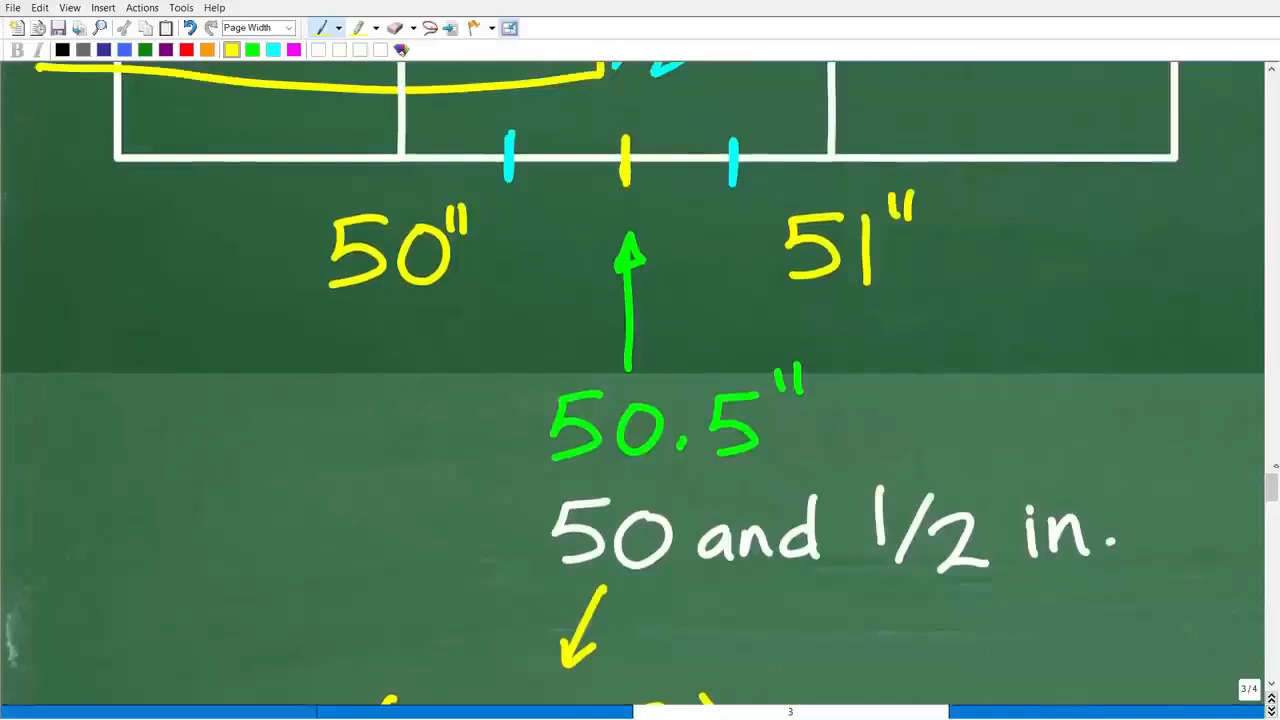 File Edit View Insert Actions Tools Help
Page Width
B I
50" 51"
50.5"
50 and 1/2 in.
3/4
3